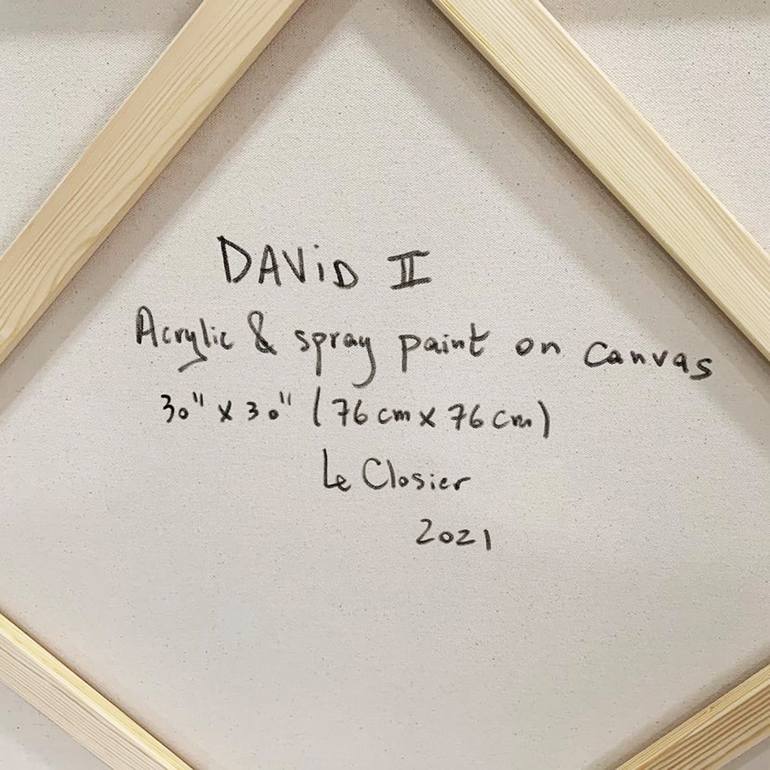 DAViD II
Acrylic & spray paint on canvas
30" x 30" (76 cm x 76 cm)
Le Closier
2021